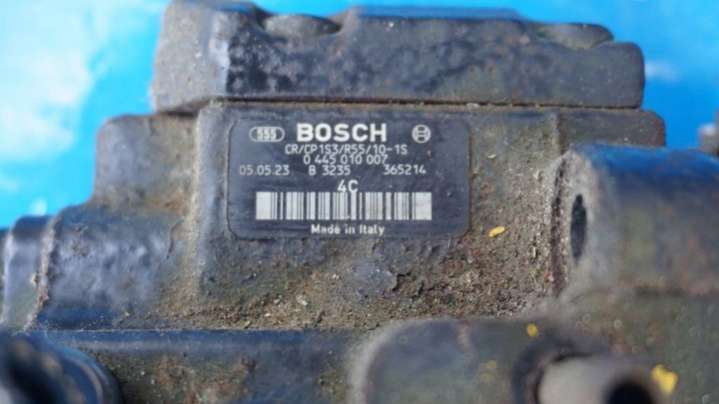 555 BOSCH
CR/CP1S3/R55/10-1S
0 445 010 007
05.05.23 B 3235 365214
4C
Made in Italy